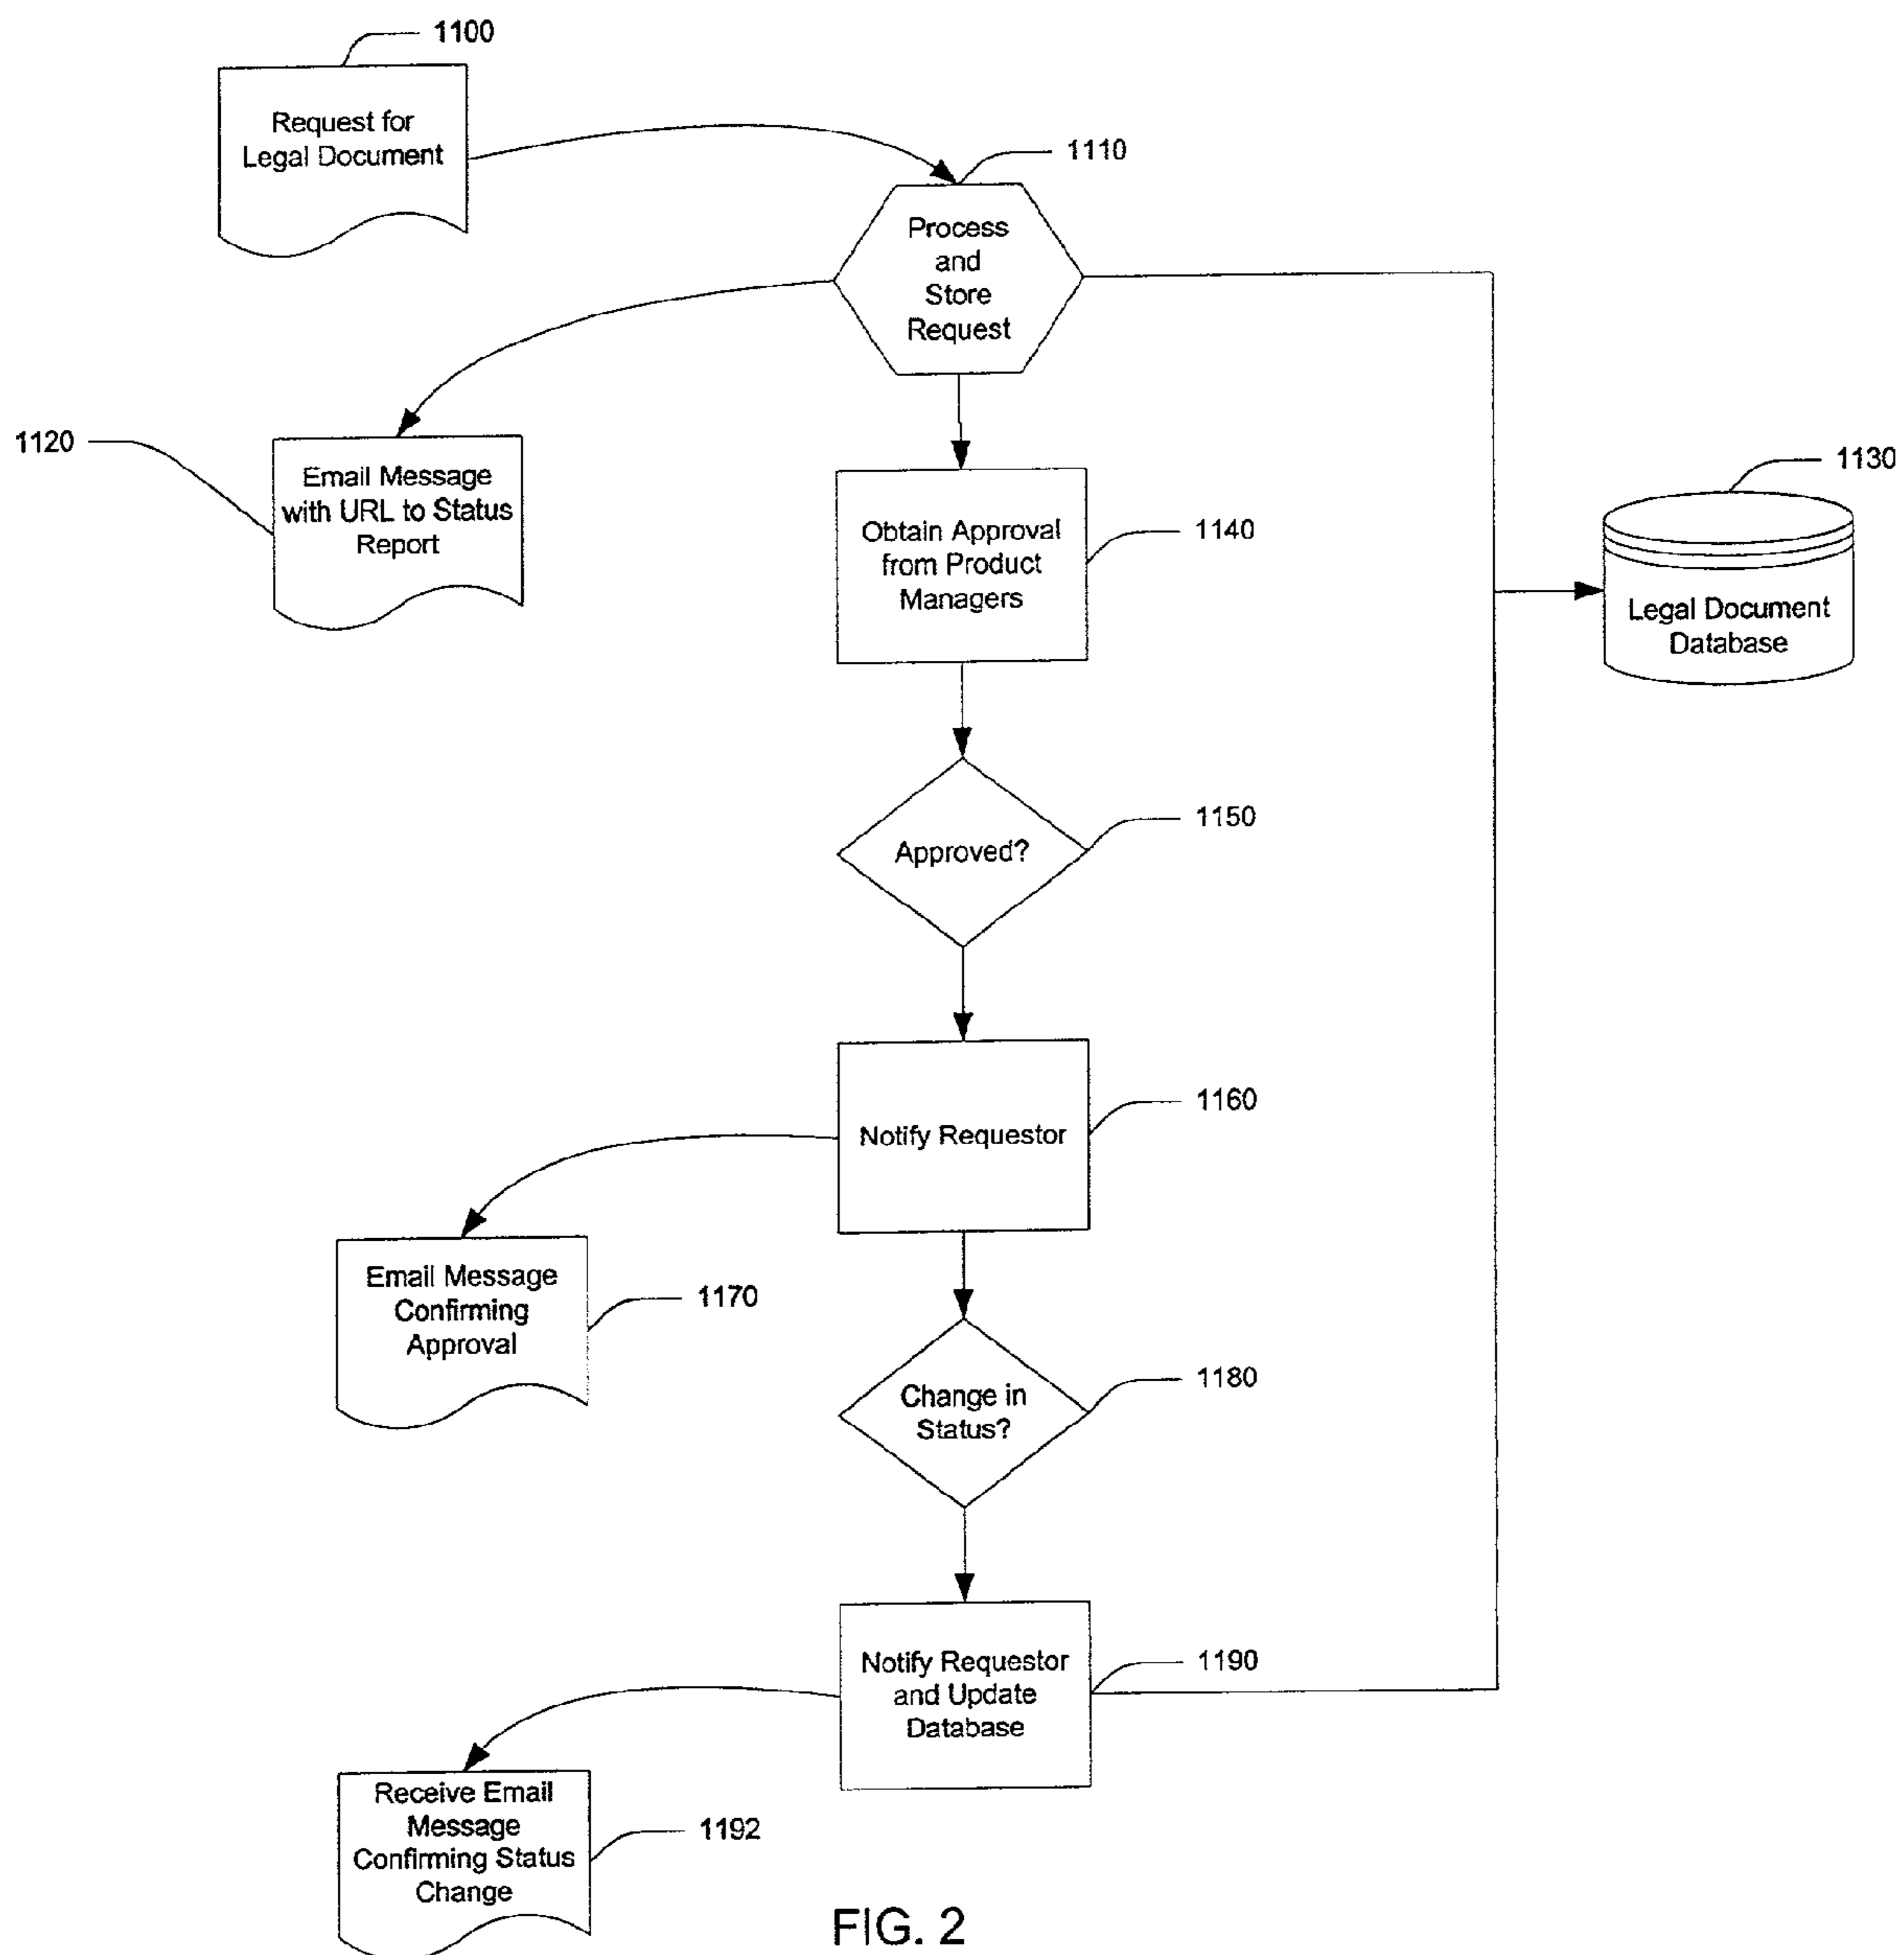 1100
Request for
Legal Document
1110
Process
and
Store
Request
1120
Email Message
with URL to Status
Report
1130
Legal Document
Database
1140
Obtain Approval
from Product
Managers
1150
Approved?
1160
Notify Requestor
1170
Email Message
Confirming
Approval
1180
Change in
Status?
1190
Notify Requestor
and Update
Database
1192
Receive Email
Message
Confirming Status
Change
FIG. 2